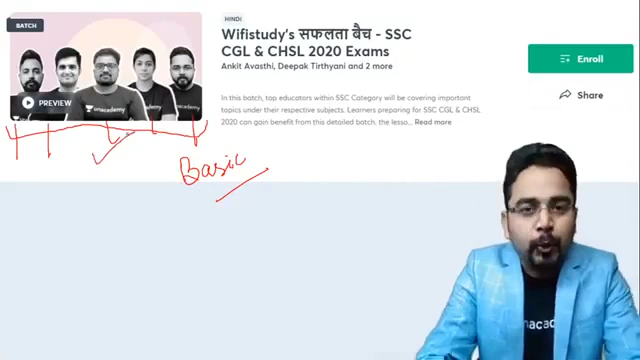 BATCH
HINDI
Wifistudy's सफलता बैच - SSC
CGL & CHSL 2020 Exams
Ankit Avasthi, Deepak Tirthyani and 2 more
Enroll
Share
In this batch, top educators within SSC Category will be covering important
topics under their respective subjects. Learners preparing for SSC CGL & CHSL
2020 can gain benefit from this detailed batch, the lesso... Read more
PREVIEW
unacademy
Basic
unacad